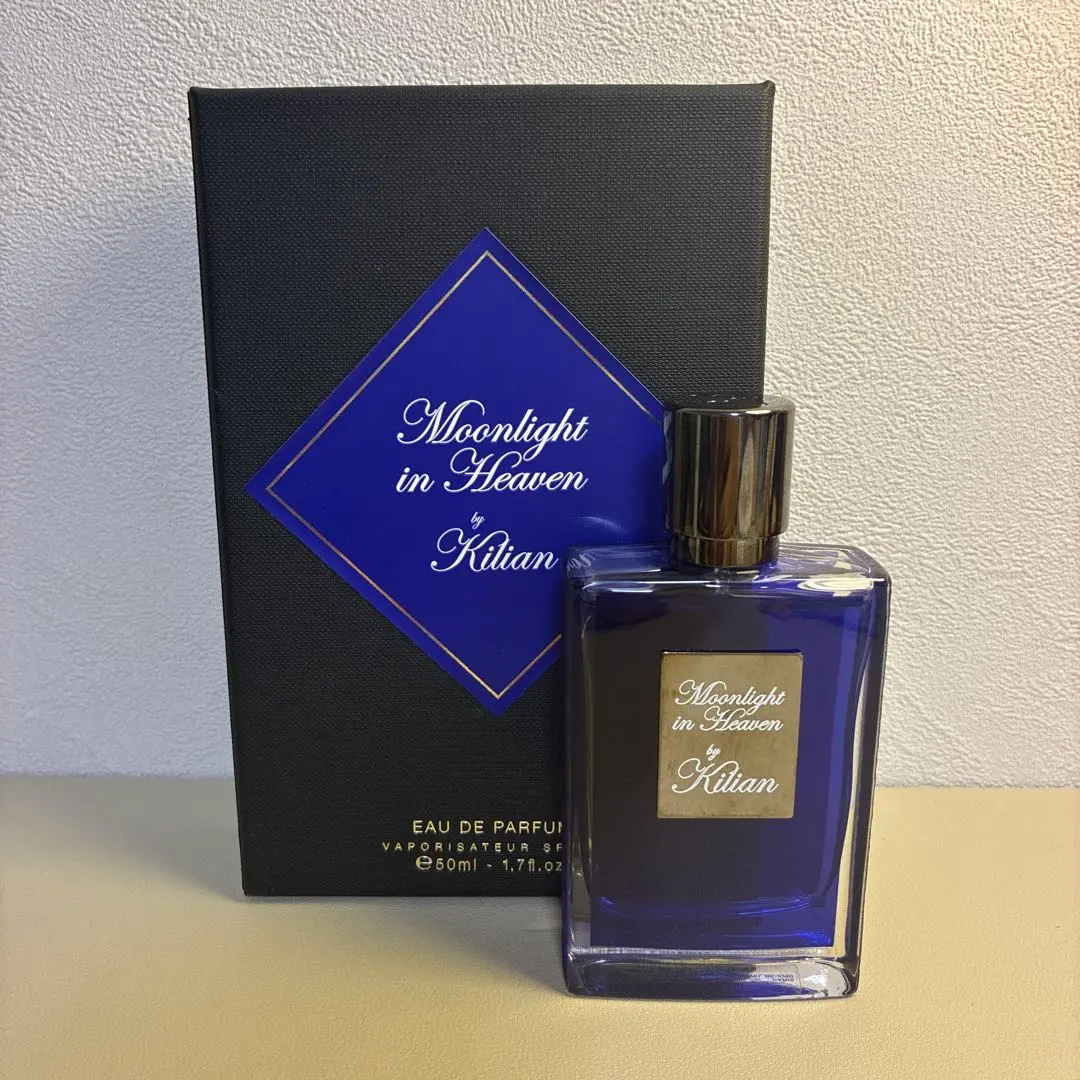 Moonlight
in Heaven
by
Kilian
EAU DE PARFUM
VAPORISATEUR SP
℮50ml - 1,7fl.oz
Moonlight
in Heaven
by
Kilian